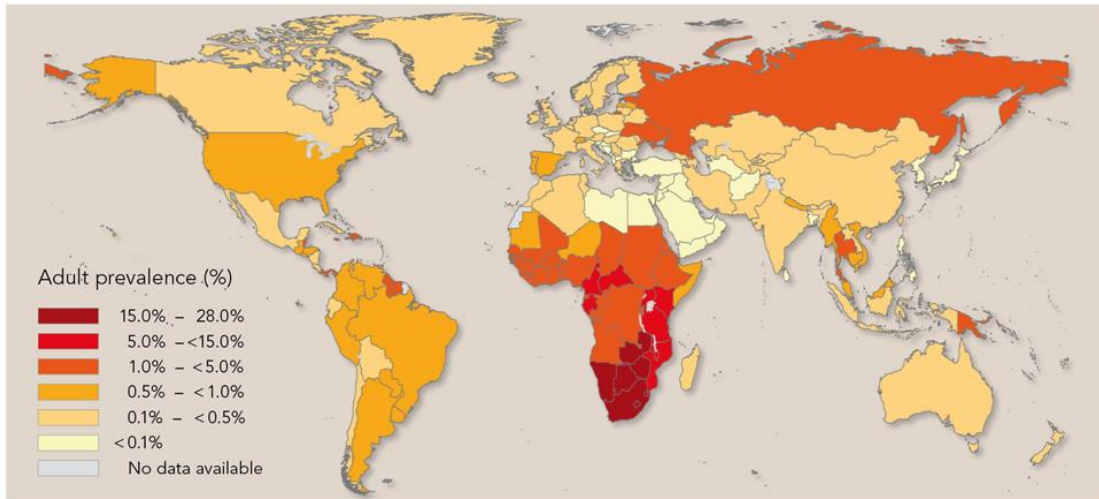 Adult prevalence (%)
15.0% – 28.0%
5.0% – <15.0%
1.0% – <5.0%
0.5% – <1.0%
0.1% – <0.5%
<0.1%
No data available